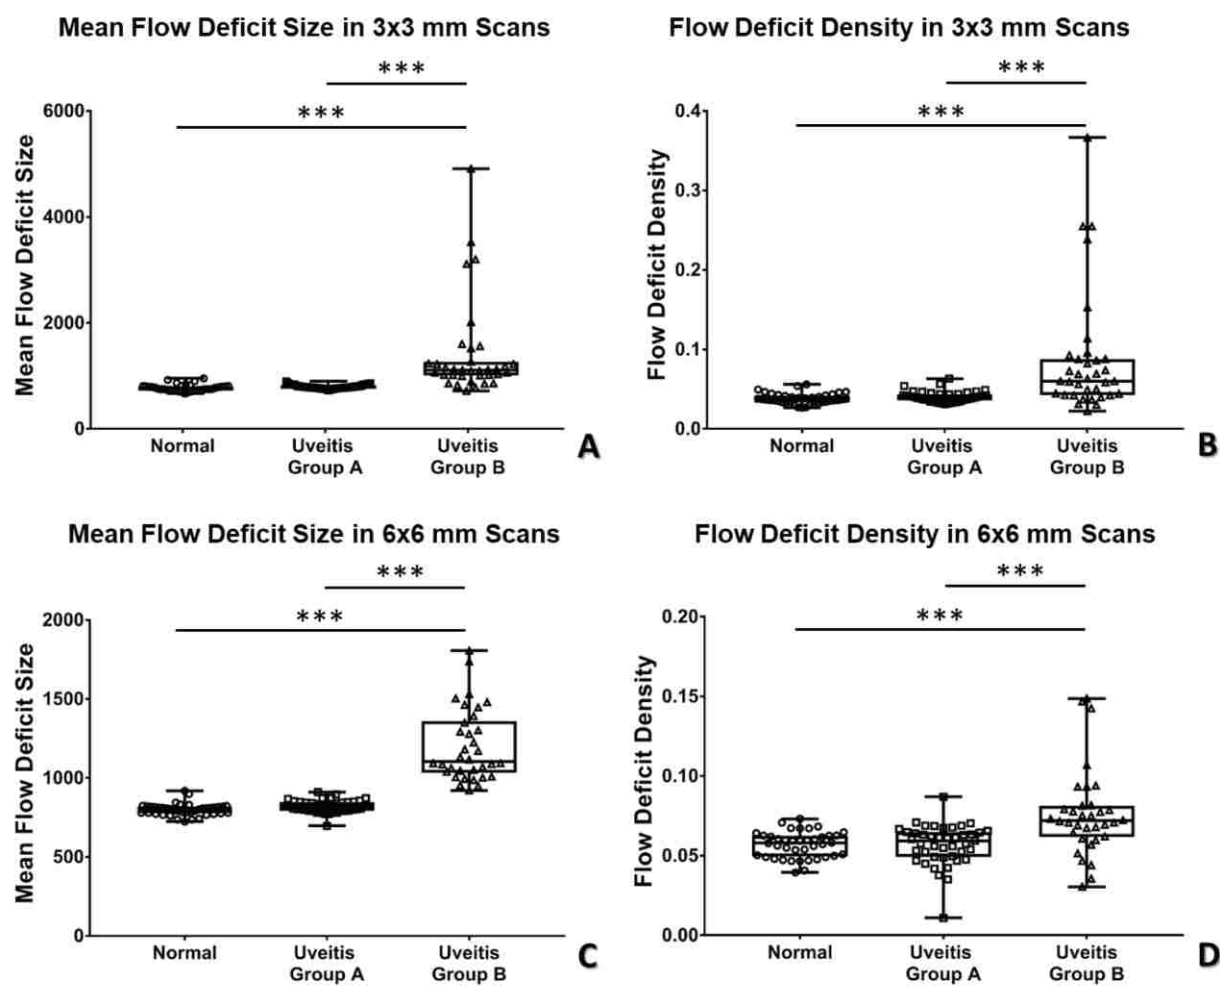 Mean Flow Deficit Size in 3x3 mm Scans
***
***
6000
4000
2000
0
Mean Flow Deficit Size
Normal
Uveitis
Group A
Uveitis
Group B
A
Flow Deficit Density in 3x3 mm Scans
***
***
0.4
0.3
0.2
0.1
0.0
Flow Deficit Density
Normal
Uveitis
Group A
Uveitis
Group B
B
Mean Flow Deficit Size in 6x6 mm Scans
***
***
2000
1500
1000
500
0
Mean Flow Deficit Size
Normal
Uveitis
Group A
Uveitis
Group B
C
Flow Deficit Density in 6x6 mm Scans
***
***
0.20
0.15
0.10
0.05
0.00
Flow Deficit Density
Normal
Uveitis
Group A
Uveitis
Group B
D